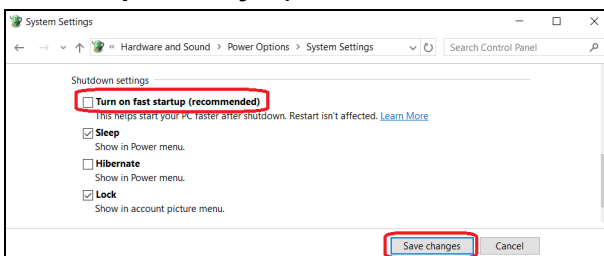 System Settings
« Hardware and Sound > Power Options > System Settings
Search Control Panel
Shutdown settings
Turn on fast startup (recommended)
This helps start your PC faster after shutdown. Restart isn't affected. Learn More
Sleep
Show in Power menu.
Hibernate
Show in Power menu.
Lock
Show in account picture menu.
Save changes Cancel